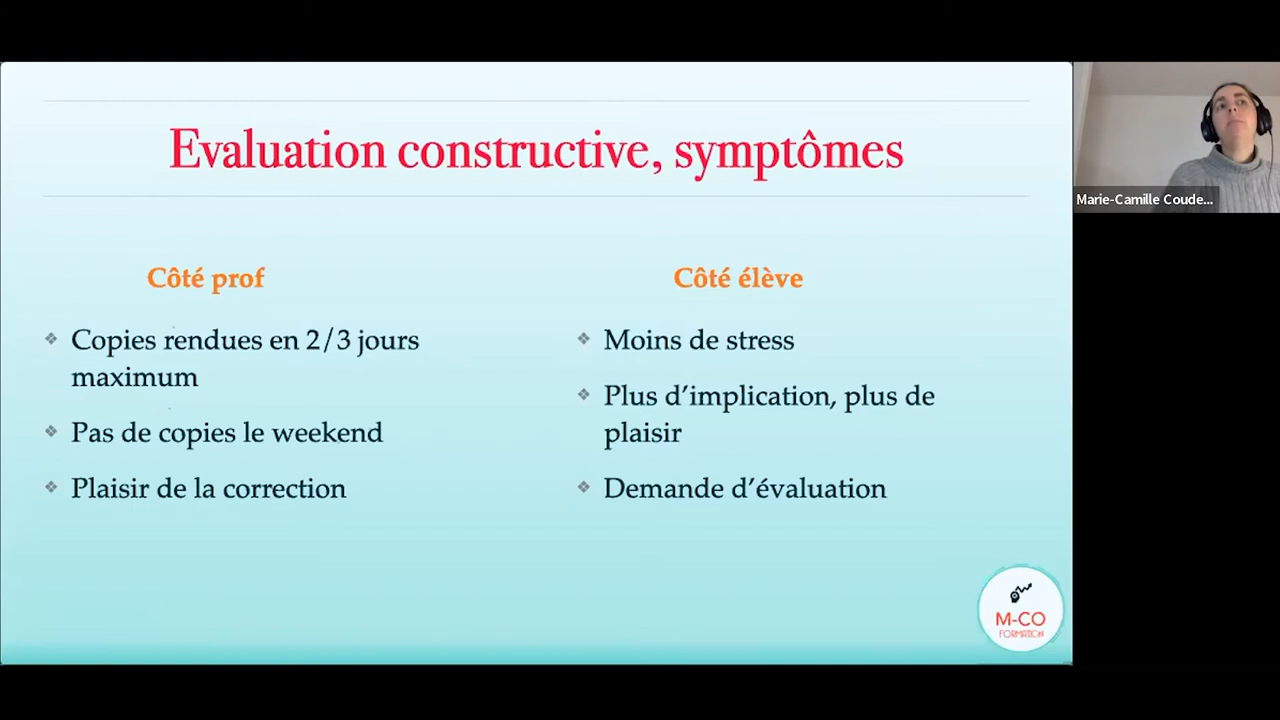 Evaluation constructive, symptômes
Côté prof
Copies rendues en 2/3 jours
maximum
Pas de copies le weekend
Plaisir de la correction
Côté élève
Moins de stress
Plus d’implication, plus de
plaisir
Demande d’évaluation
M-CO
FORMATION
Marie-Camille Coude...